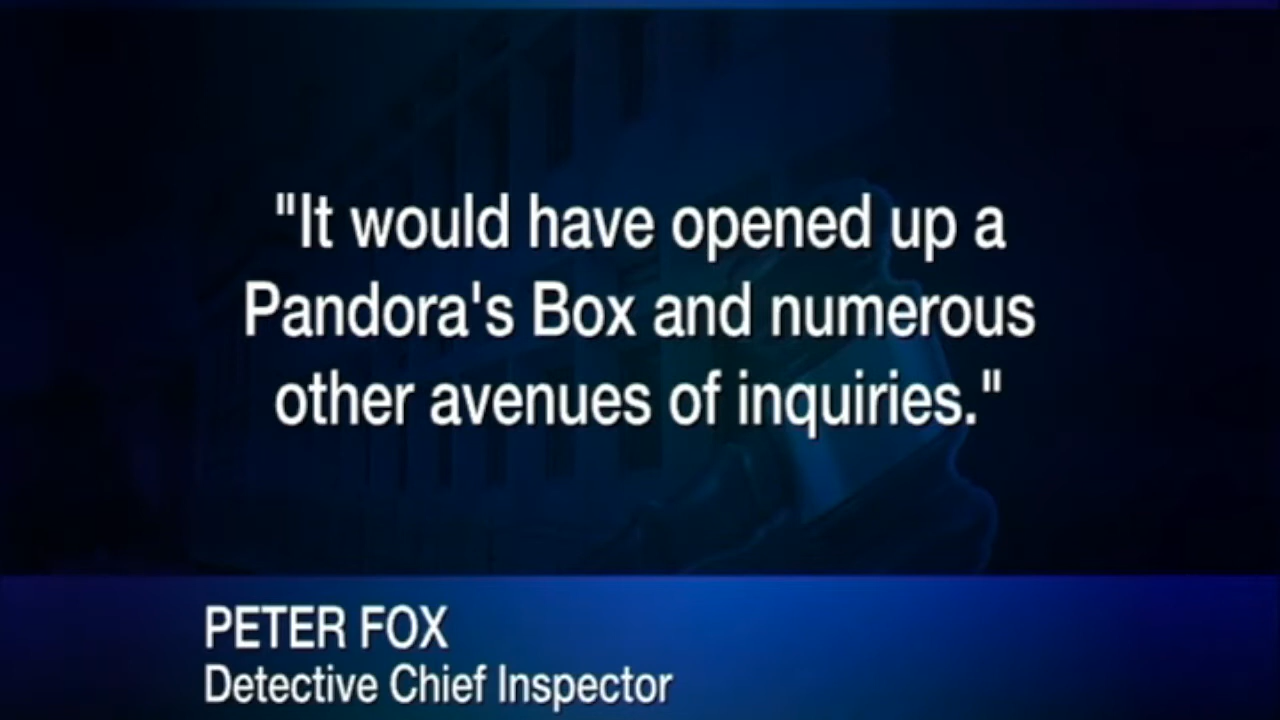 "It would have opened up a
Pandora's Box and numerous
other avenues of inquiries."
PETER FOX
Detective Chief Inspector